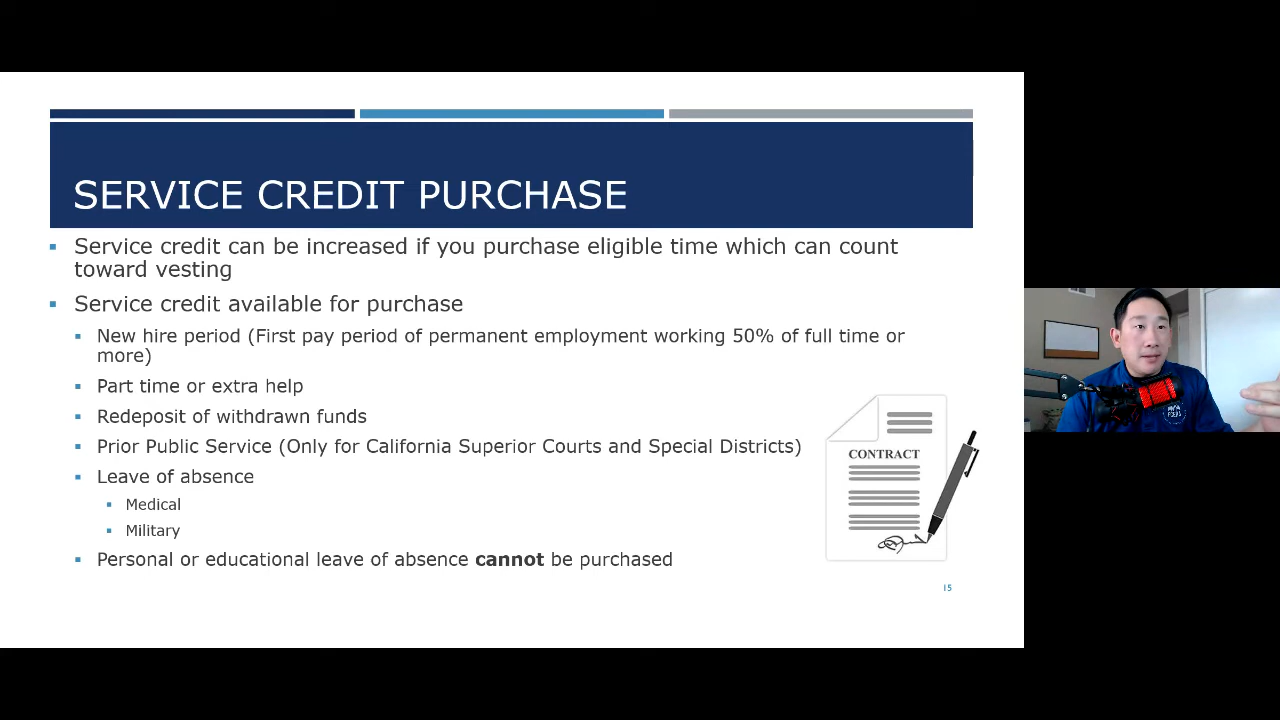 SERVICE CREDIT PURCHASE
Service credit can be increased if you purchase eligible time which can count
toward vesting
Service credit available for purchase
New hire period (First pay period of permanent employment working 50% of full time or
more)
Part time or extra help
Redeposit of withdrawn funds
Prior Public Service (Only for California Superior Courts and Special Districts)
Leave of absence
Medical
Military
Personal or educational leave of absence cannot be purchased
CONTRACT
15